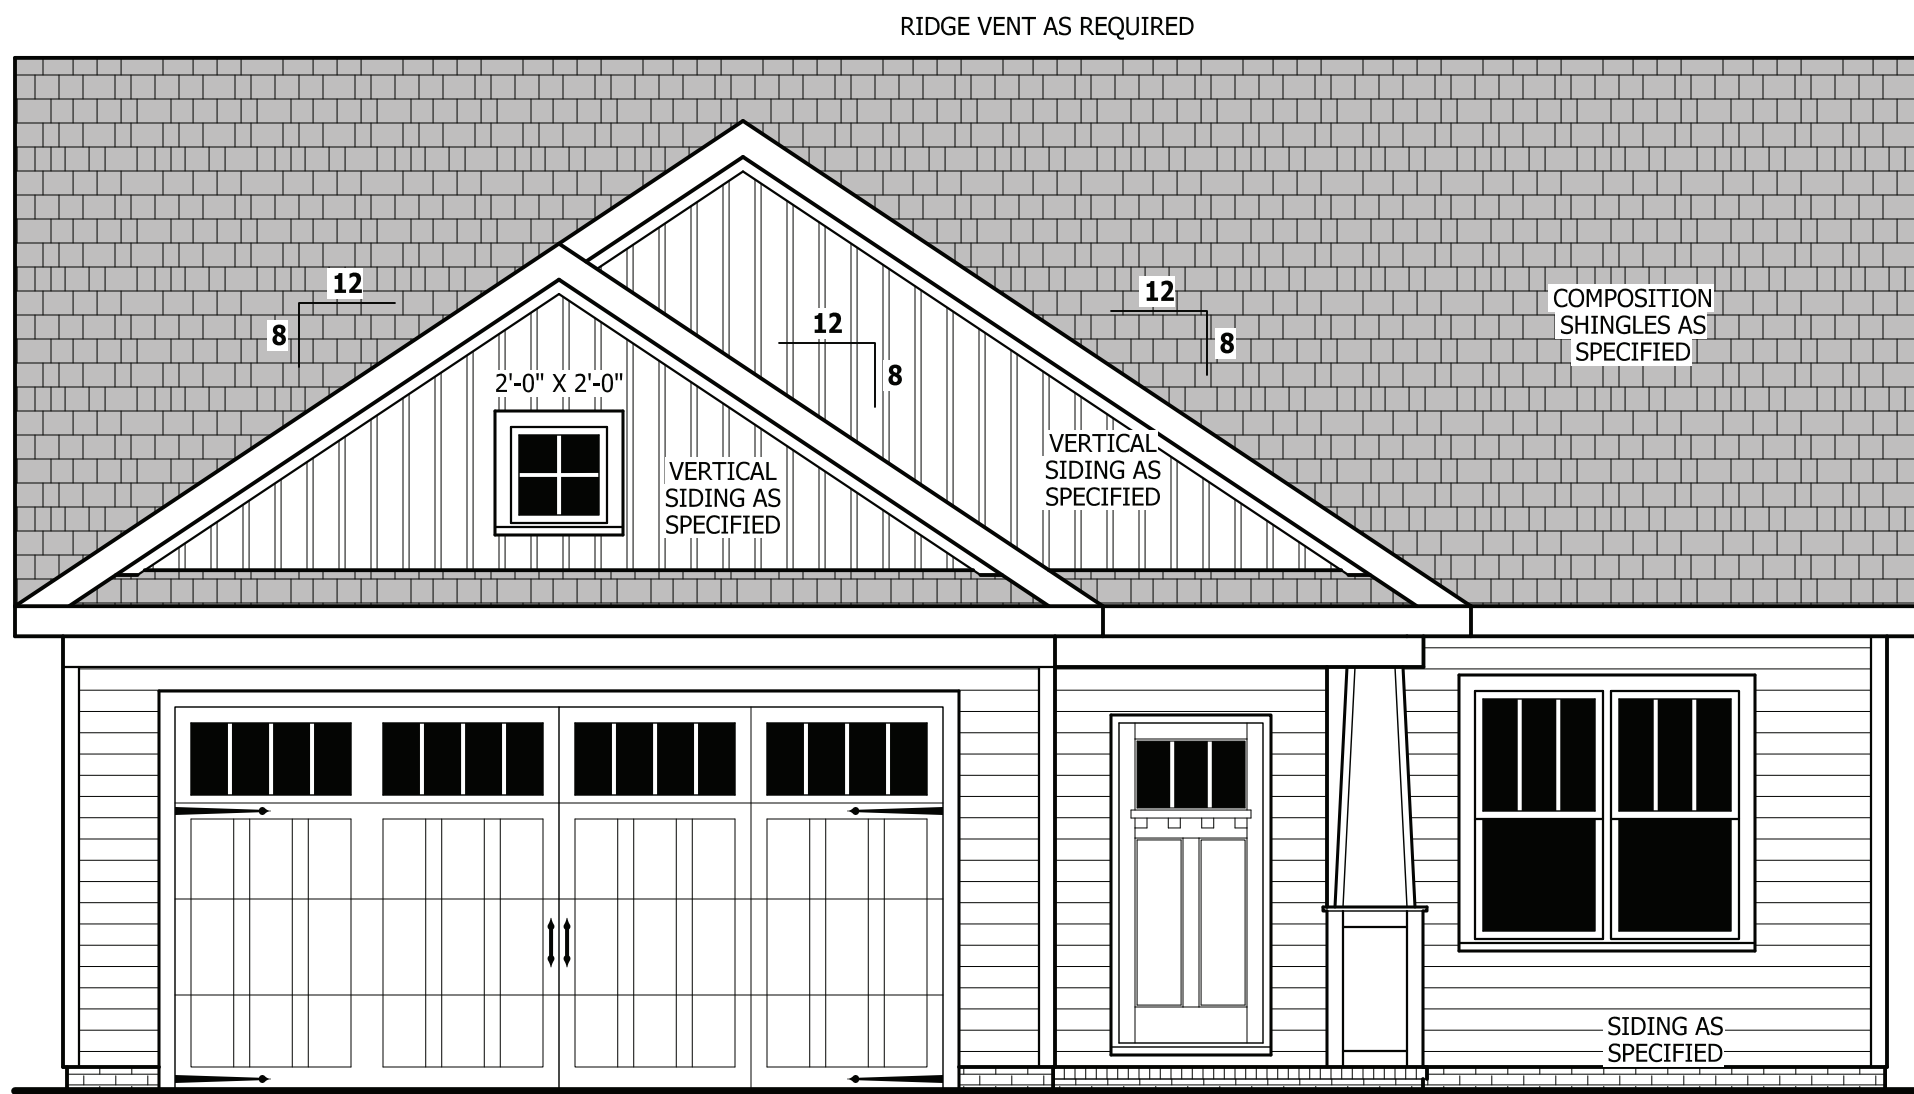 RIDGE VENT AS REQUIRED
12
8
12
8
12
8
COMPOSITION
SHINGLES AS
SPECIFIED
2'-0" X 2'-0"
VERTICAL
SIDING AS
SPECIFIED
VERTICAL
SIDING AS
SPECIFIED
SIDING AS
SPECIFIED